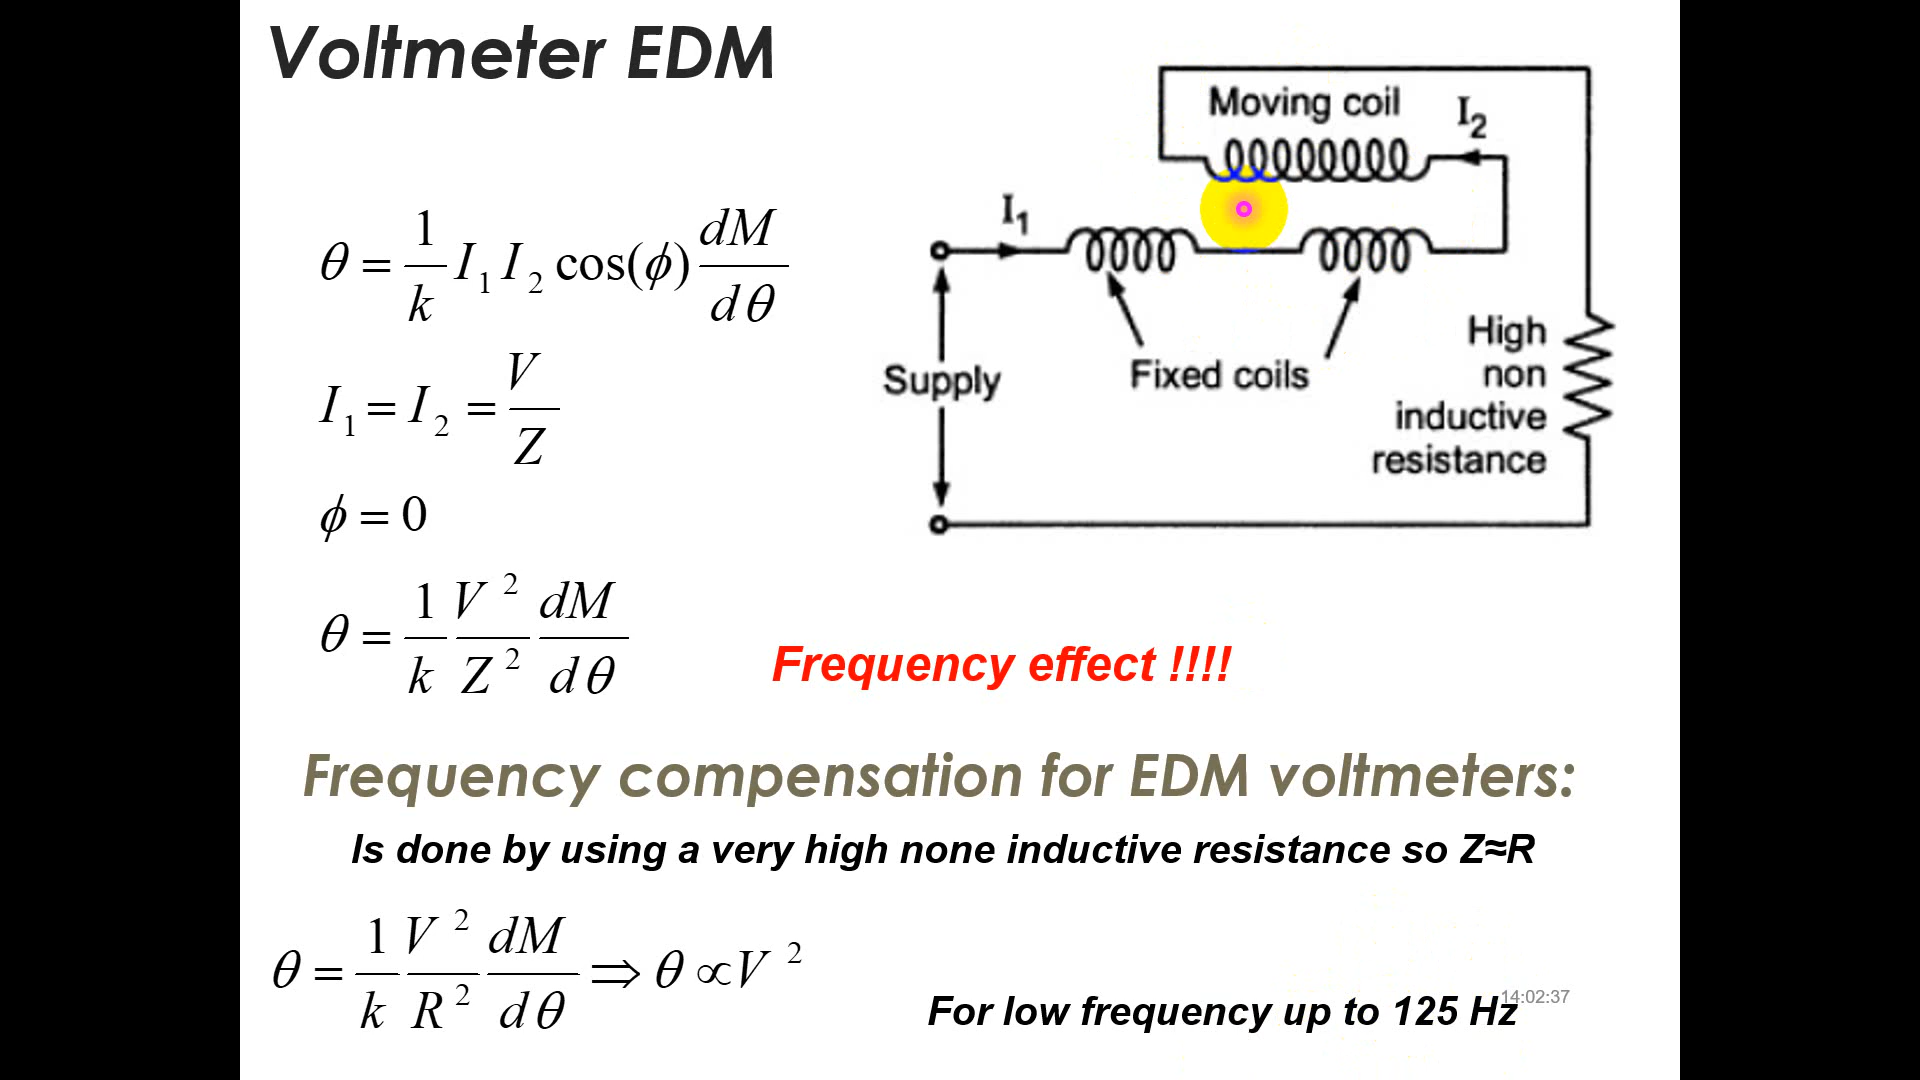 Voltmeter EDM
Moving coil
I₂
I₁
Supply
Fixed coils
High
non
inductive
resistance
θ = 1/k I₁ I₂ cos(ϕ) dM/dθ
I₁ = I₂ = V/Z
ϕ = 0
θ = 1/k V²/Z² dM/dθ
Frequency effect !!!!
Frequency compensation for EDM voltmeters:
Is done by using a very high none inductive resistance so Z≈R
θ = 1/k V²/R² dM/dθ ⇒ θ ∝ V²
For low frequency up to 125 Hz
14:02:37